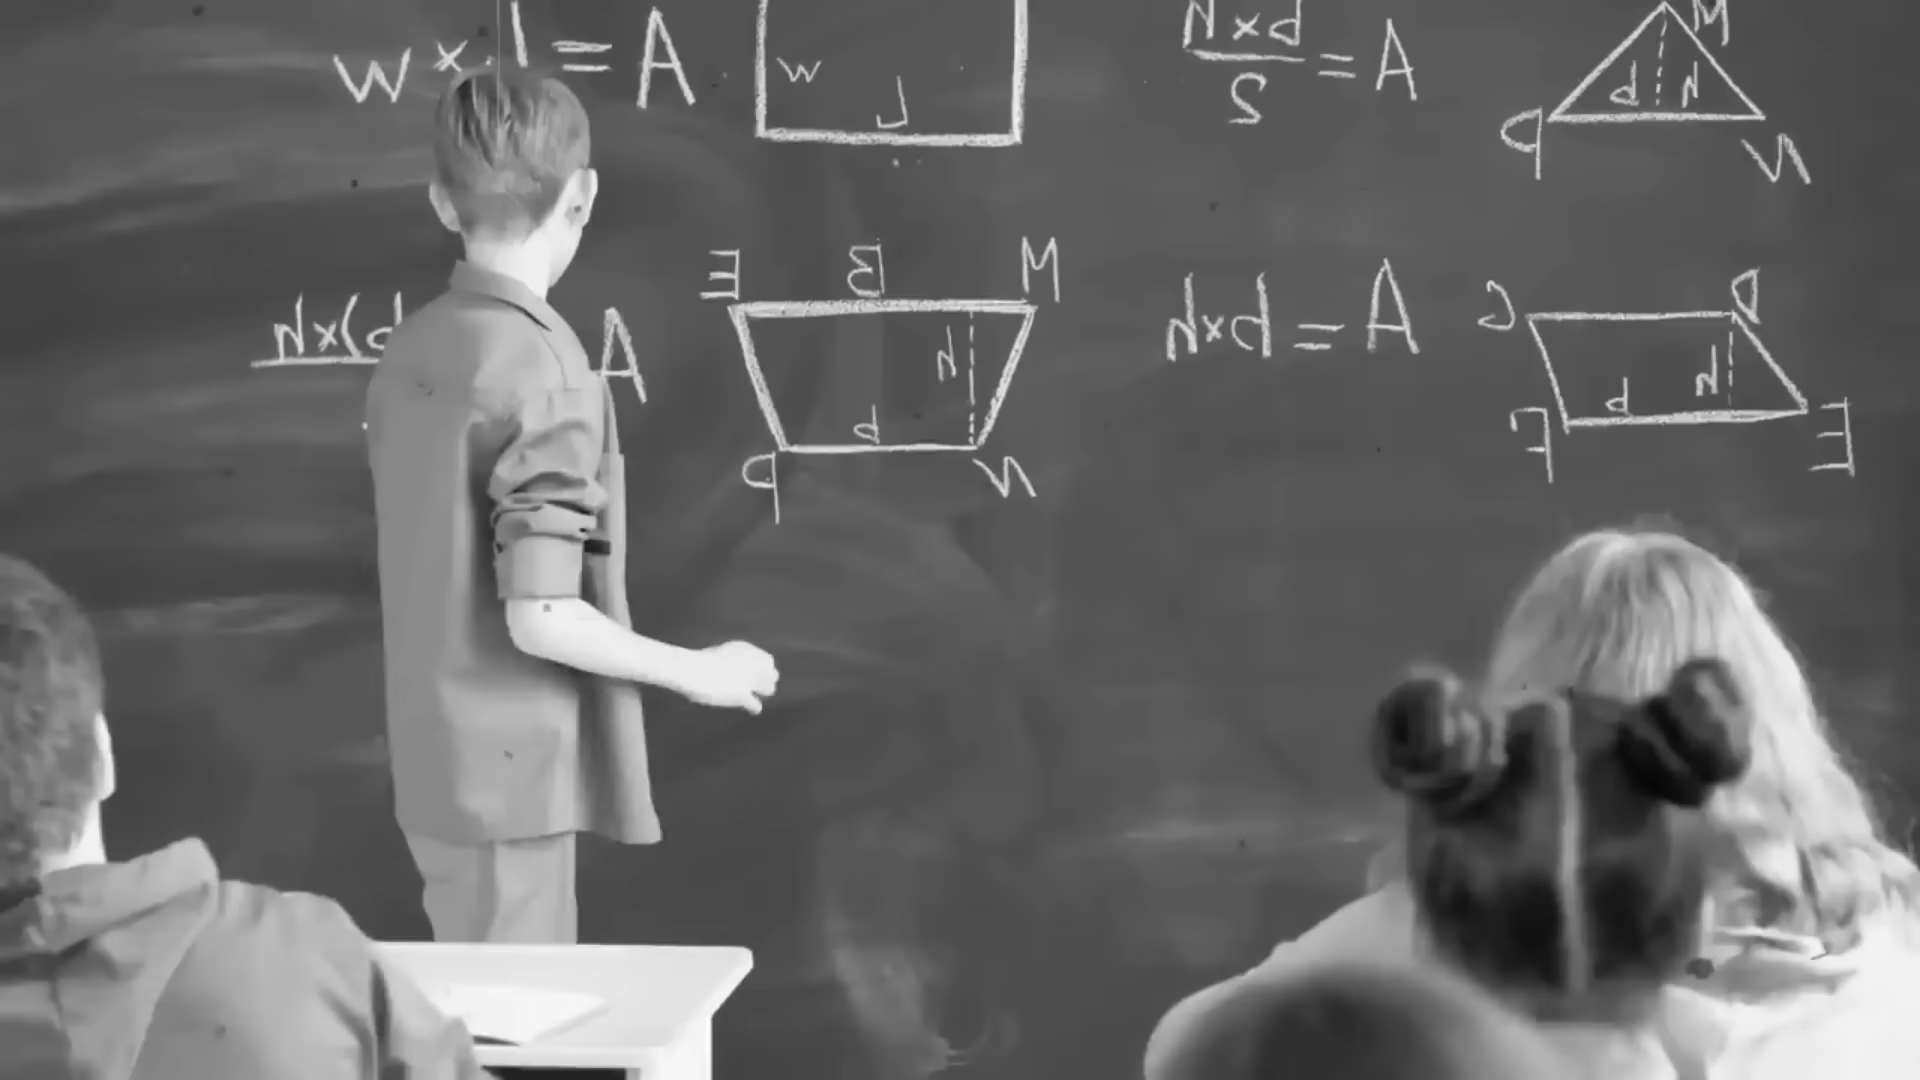 M
h b
N P
A = b×h
2
L
w
A = l × w
D C
h
b
E F
A = b×h
M B E
h
b
N P
A
)×h